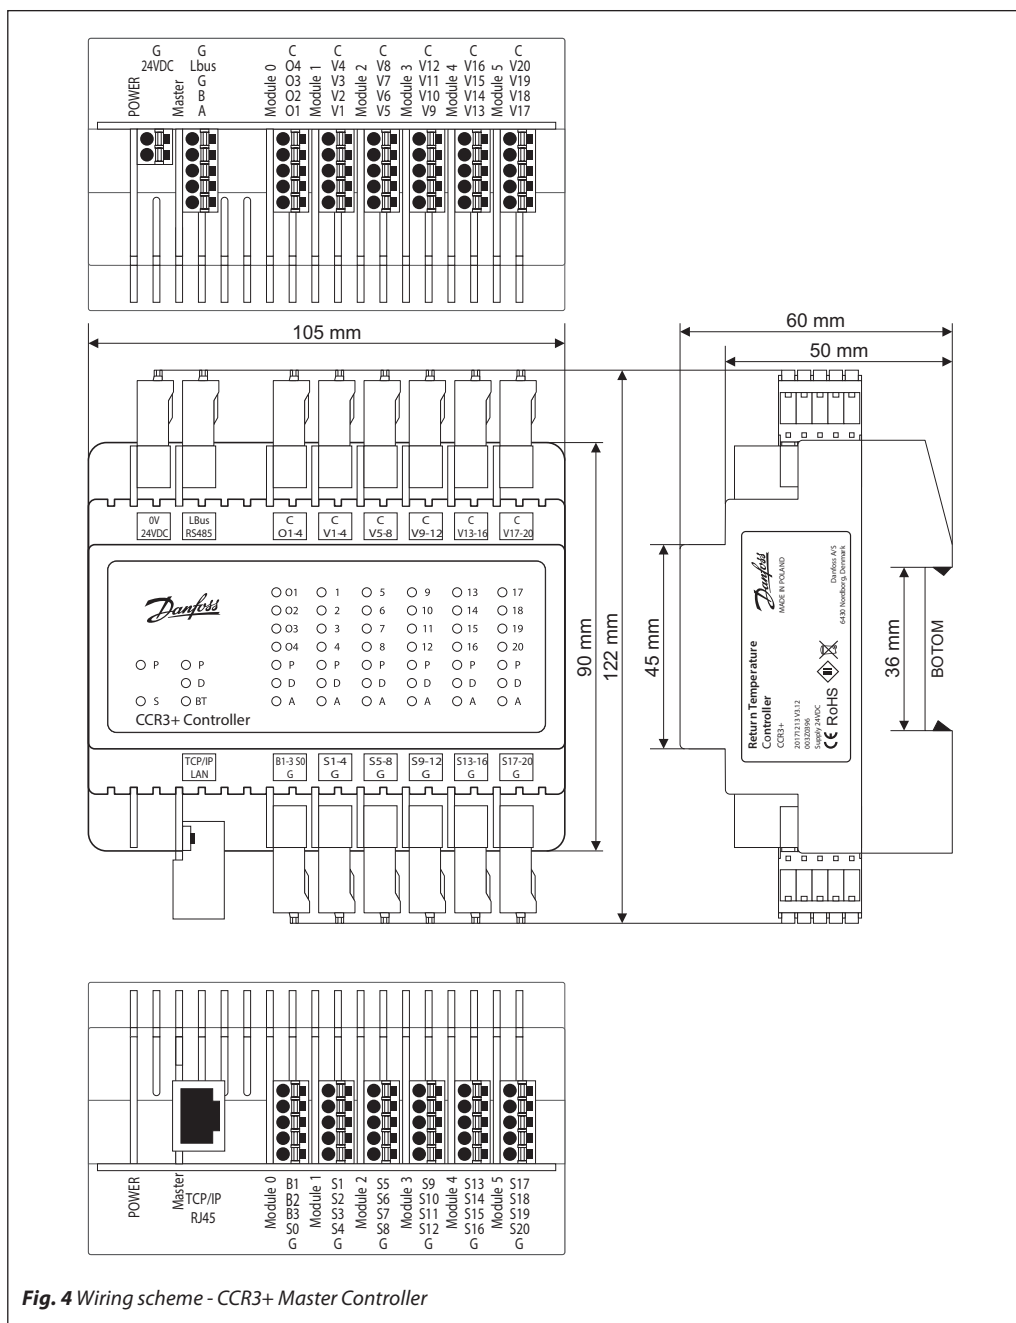 G G C C C C C C
24VDC Lbus O4 V4 V8 V12 V16 V20
G O3 V3 V7 V11 V15 V19
B O2 V2 V6 V10 V14 V18
A O1 V1 V5 V9 V13 V17
POWER
Master
Module 0
Module 1
Module 2
Module 3
Module 4
Module 5
105 mm
60 mm
50 mm
0V LBus C C C C C C
24VDC RS485 O1-4 V1-4 V5-8 V9-12 V13-16 V17-20
Danfoss
O1 1 5 9 13 17
O2 2 6 10 14 18
O3 3 7 11 15 19
O4 4 8 12 16 20
P P P P P P P P
D D D D D D D
S BT A A A A A A
CCR3+ Controller
TCP/IP B1-3 S0 S1-4 S5-8 S9-12 S13-16 S17-20
LAN G G G G G G
90 mm
122 mm
45 mm
36 mm
BOTOM
Return Temperature
Controller
CCR3+
20171213 V3.12
003Z0396
Supply 24VDC
CE RoHS
Danfoss
MADE IN POLAND
Danfoss A/S
6430 Nordborg, Denmark
POWER
Master
TCP/IP
RJ45
Module 0
Module 1
Module 2
Module 3
Module 4
Module 5
B1 S1 S5 S9 S13 S17
B2 S2 S6 S10 S14 S18
B3 S3 S7 S11 S15 S19
S0 S4 S8 S12 S16 S20
G G G G G G
Fig. 4 Wiring scheme - CCR3+ Master Controller